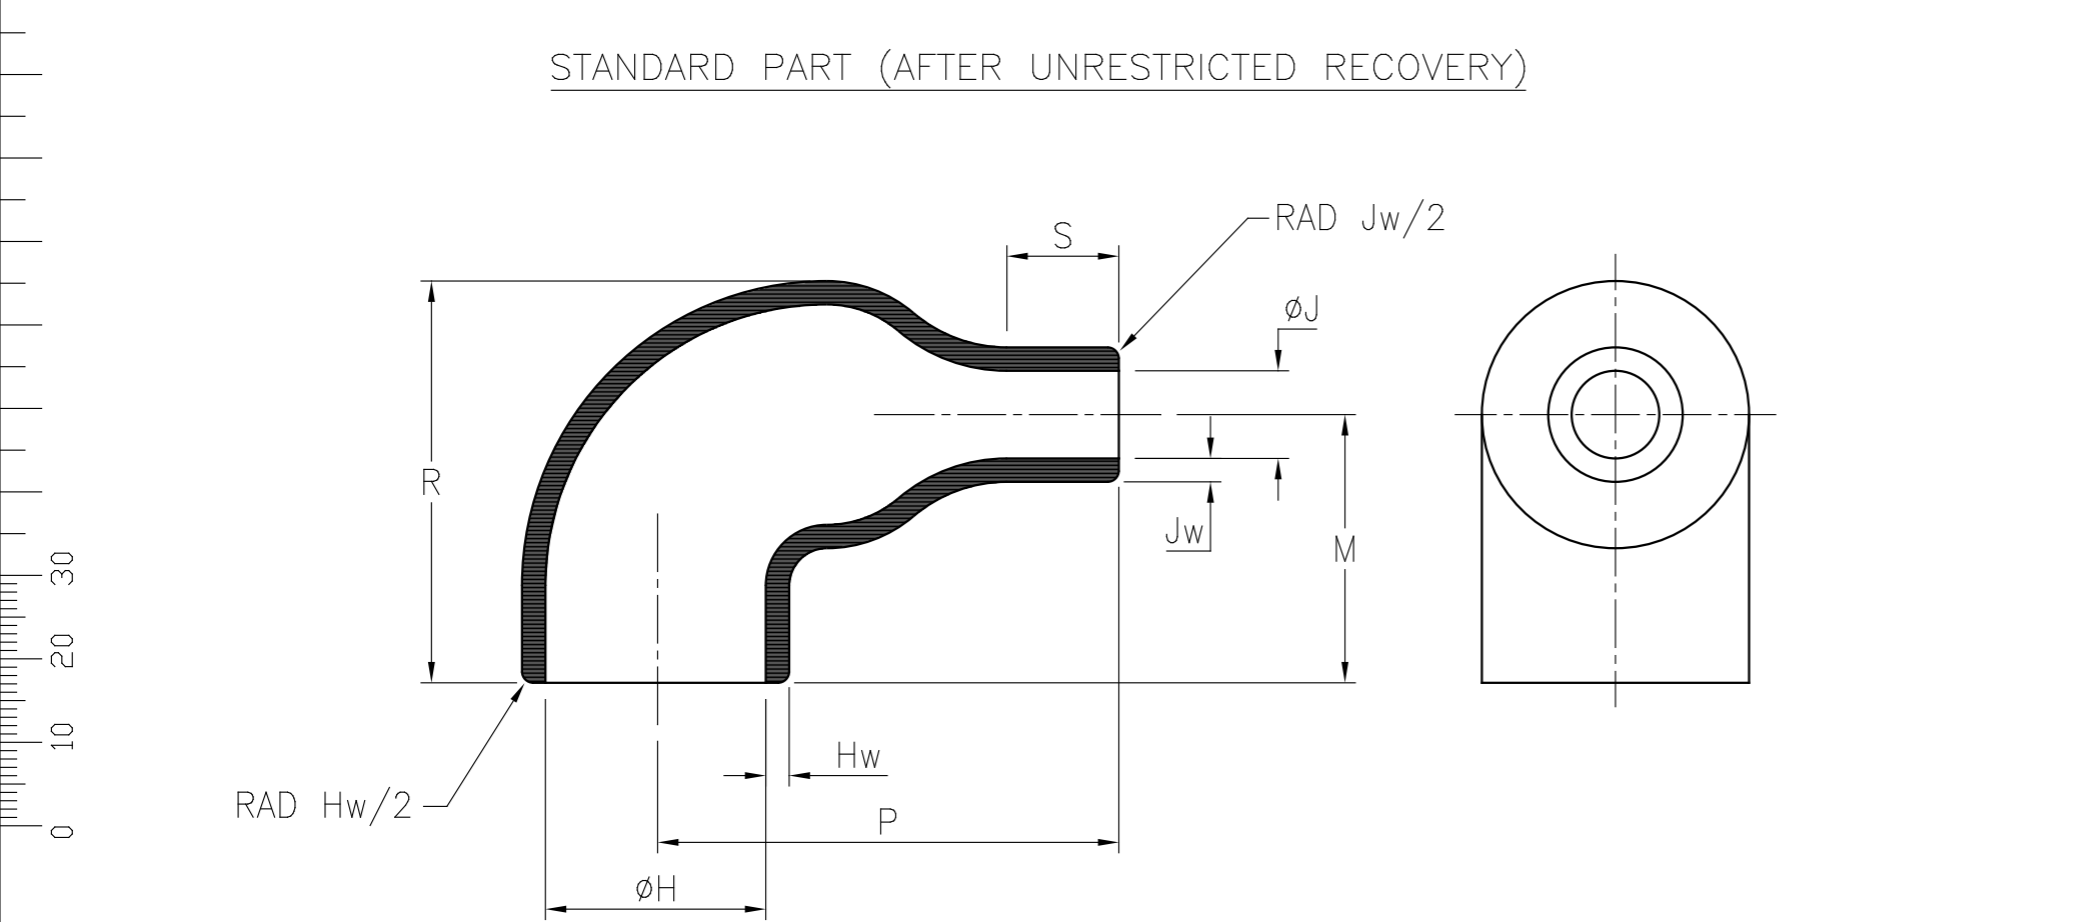 STANDARD PART (AFTER UNRESTRICTED RECOVERY)
RAD Jw/2
S
øJ
R
Jw
M
30
20
10
0
Hw
RAD Hw/2
P
øH